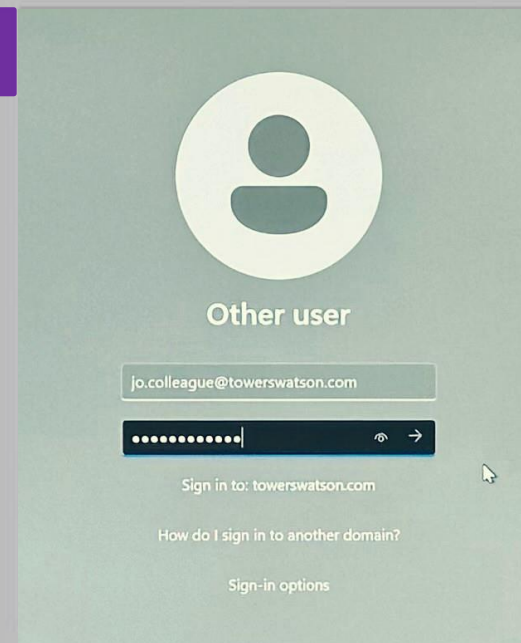 Other user
jo.colleague@towerswatson.com
••••••••••••
Sign in to: towerswatson.com
How do I sign in to another domain?
Sign-in options